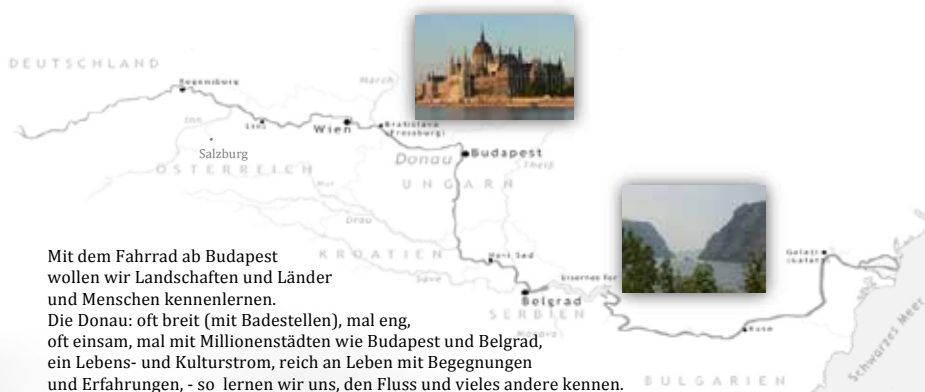 DEUTSCHLAND
Regensburg
March
Inn
Linz
Wien
Bratislava
(Pressburg)
Salzburg
Donau
Budapest
Theiß
ÖSTERREICH
UNGARN
Mur
Drau
Mit dem Fahrrad ab Budapest
wollen wir Landschaften und Länder
und Menschen kennenlernen.
Die Donau: oft breit (mit Badestellen), mal eng,
oft einsam, mal mit Millionenstädten wie Budapest und Belgrad,
ein Lebens- und Kulturstrom, reich an Leben mit Begegnungen
und Erfahrungen, - so lernen wir uns, den Fluss und vieles andere kennen.
KROATIEN
Novi Sad
Save
Eisernes Tor
Belgrad
SERBIEN
Morava
Galați
Ruse
BULGARIEN
Schwarzes Meer